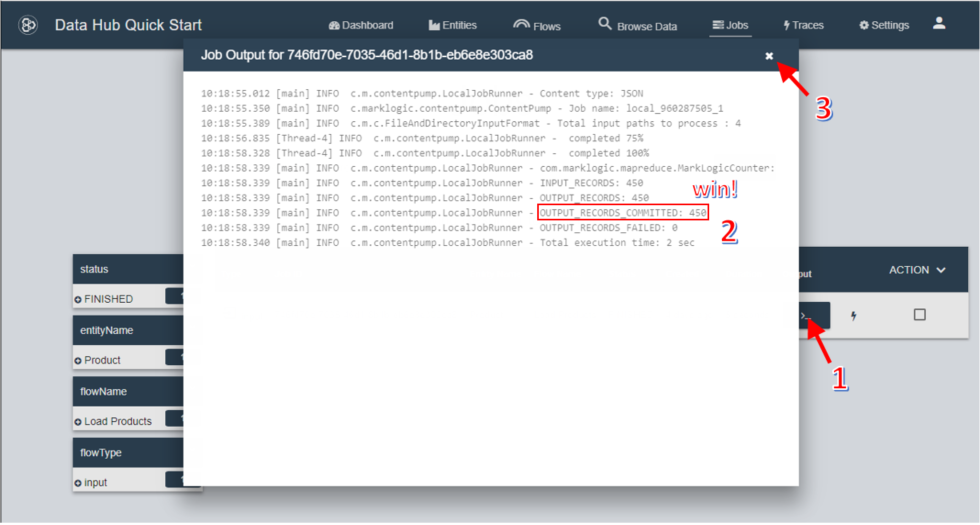 Data Hub Quick Start
Dashboard
Entities
Flows
Browse Data
Jobs
Traces
Settings
Job Output for 746fd70e-7035-46d1-8b1b-eb6e8e303ca8
10:18:55.012 [main] INFO c.m.contentpump.LocalJobRunner - Content type: JSON
10:18:55.350 [main] INFO c.marklogic.contentpump.ContentPump - Job name: local_960287505_1
10:18:55.389 [main] INFO c.m.c.FileAndDirectoryInputFormat - Total input paths to process : 4
10:18:56.835 [Thread-4] INFO c.m.contentpump.LocalJobRunner - completed 75%
10:18:58.328 [Thread-4] INFO c.m.contentpump.LocalJobRunner - completed 100%
10:18:58.339 [main] INFO c.m.contentpump.LocalJobRunner - com.marklogic.mapreduce.MarkLogicCounter:
10:18:58.339 [main] INFO c.m.contentpump.LocalJobRunner - INPUT_RECORDS: 450
10:18:58.339 [main] INFO c.m.contentpump.LocalJobRunner - OUTPUT_RECORDS: 450
10:18:58.339 [main] INFO c.m.contentpump.LocalJobRunner - OUTPUT_RECORDS_COMMITTED: 450
10:18:58.339 [main] INFO c.m.contentpump.LocalJobRunner - OUTPUT_RECORDS_FAILED: 0
10:18:58.340 [main] INFO c.m.contentpump.LocalJobRunner - Total execution time: 2 sec
win!
3
2
1
status
FINISHED
entityName
Product
flowName
Load Products
flowType
input
put
ACTION
>_